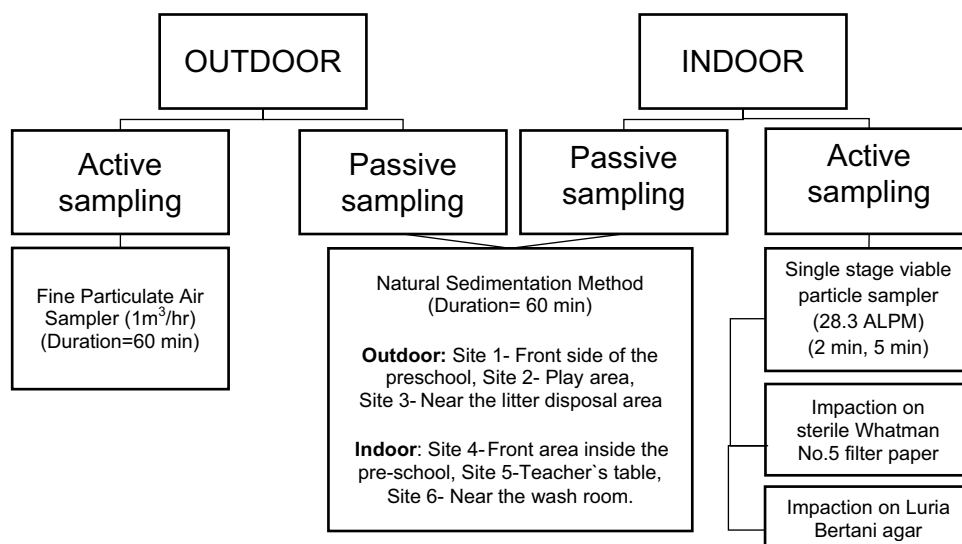 OUTDOOR
INDOOR
Active
sampling
Passive
sampling
Passive
sampling
Active
sampling
Fine Particulate Air
Sampler (1m³/hr)
(Duration=60 min)
Natural Sedimentation Method
(Duration= 60 min)
Outdoor: Site 1- Front side of the
preschool, Site 2- Play area,
Site 3- Near the litter disposal area
Indoor: Site 4-Front area inside the
pre-school, Site 5-Teacher`s table,
Site 6- Near the wash room.
Single stage viable
particle sampler
(28.3 ALPM)
(2 min, 5 min)
Impaction on
sterile Whatman
No.5 filter paper
Impaction on Luria
Bertani agar